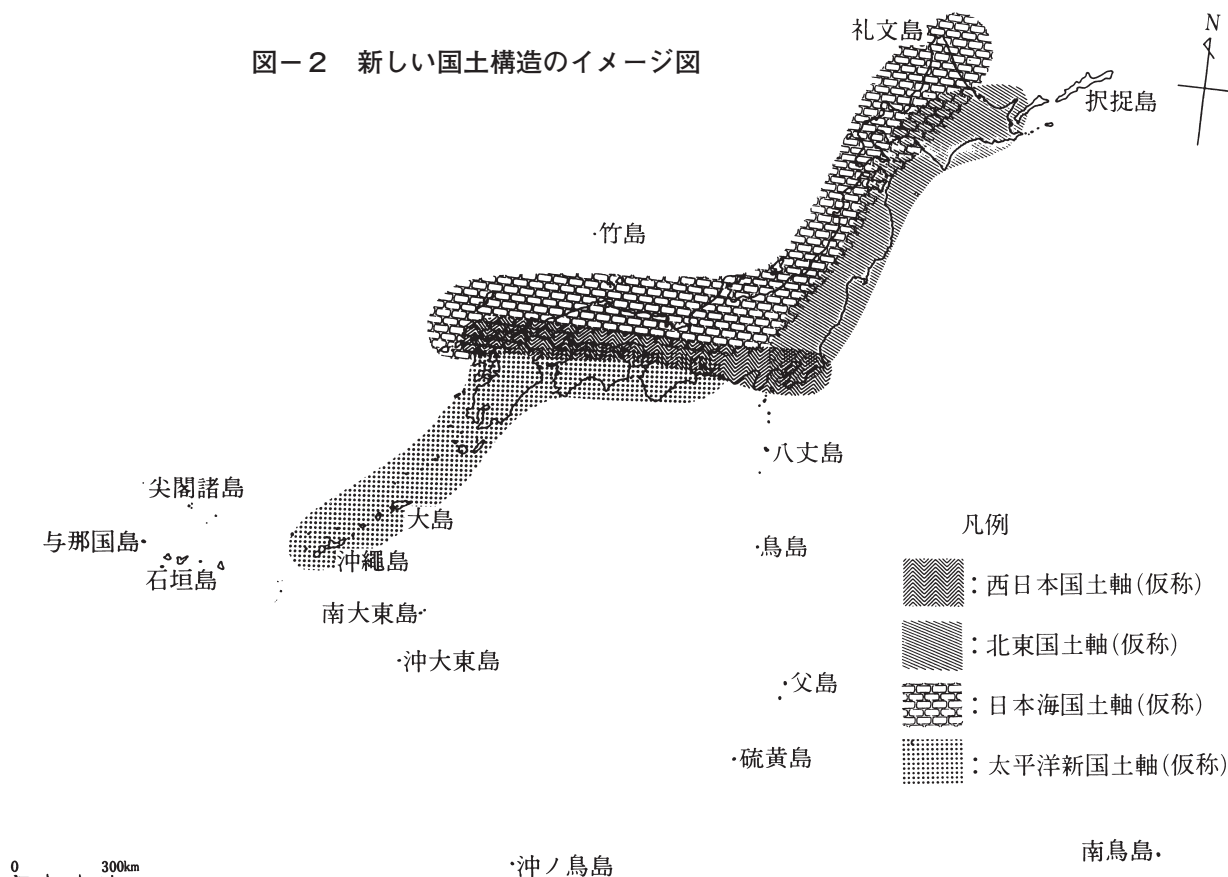 図－2 新しい国土構造のイメージ図
礼文島
N
択捉島
竹島
八丈島
尖閣諸島
大島
与那国島
鳥島
沖縄島
石垣島
南大東島
沖大東島
父島
硫黄島
南鳥島
沖ノ鳥島
凡例
：西日本国土軸(仮称)
：北東国土軸(仮称)
：日本海国土軸(仮称)
：太平洋新国土軸(仮称)
0 300km